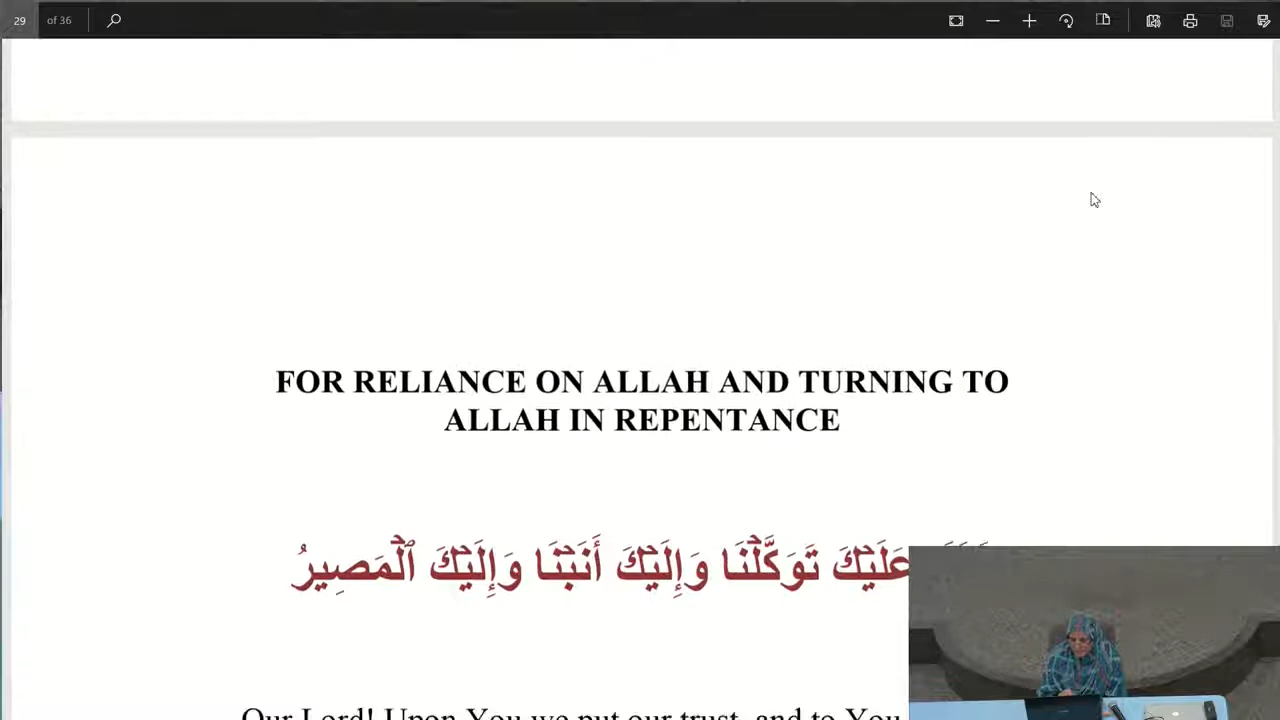 29 of 36
FOR RELIANCE ON ALLAH AND TURNING TO
ALLAH IN REPENTANCE
عَلَيۡكَ تَوَكَّلۡنَا وَإِلَيۡكَ أَنَبۡنَا وَإِلَيۡكَ ٱلۡمَصِيرُ
Our Lord! Upon You we put our trust, and to You